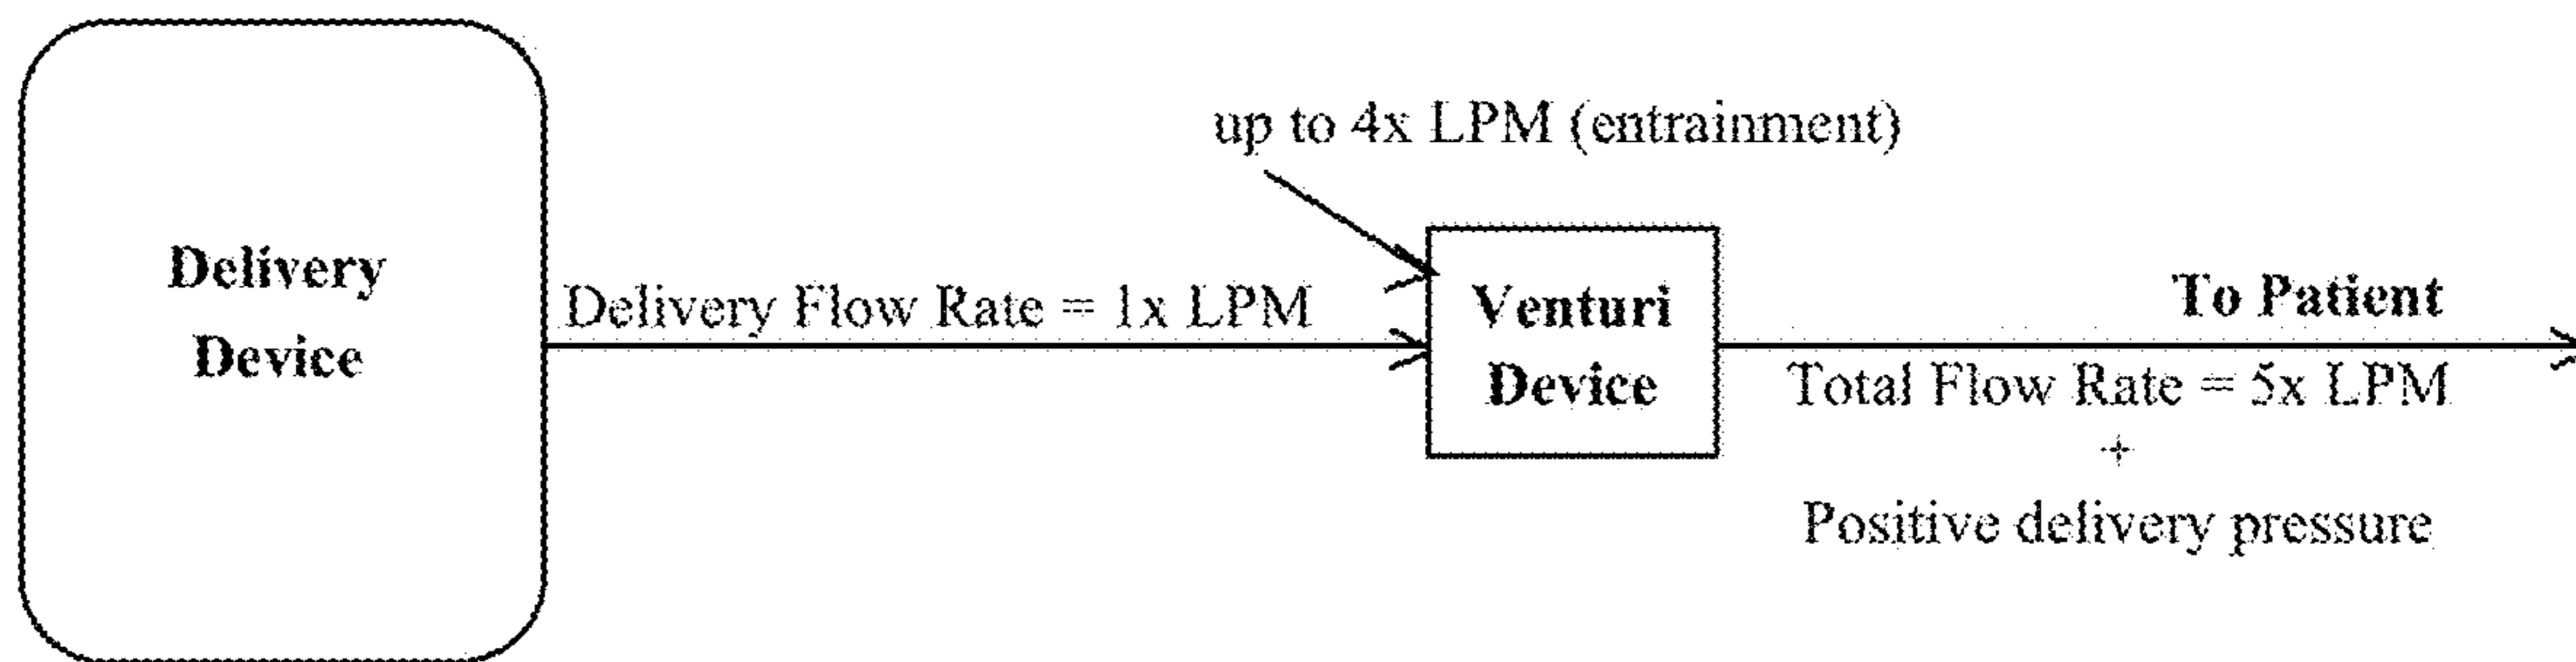 Delivery
Device
Delivery Flow Rate = 1x LPM
up to 4x LPM (entrainment)
Venturi
Device
To Patient
Total Flow Rate = 5x LPM
+
Positive delivery pressure